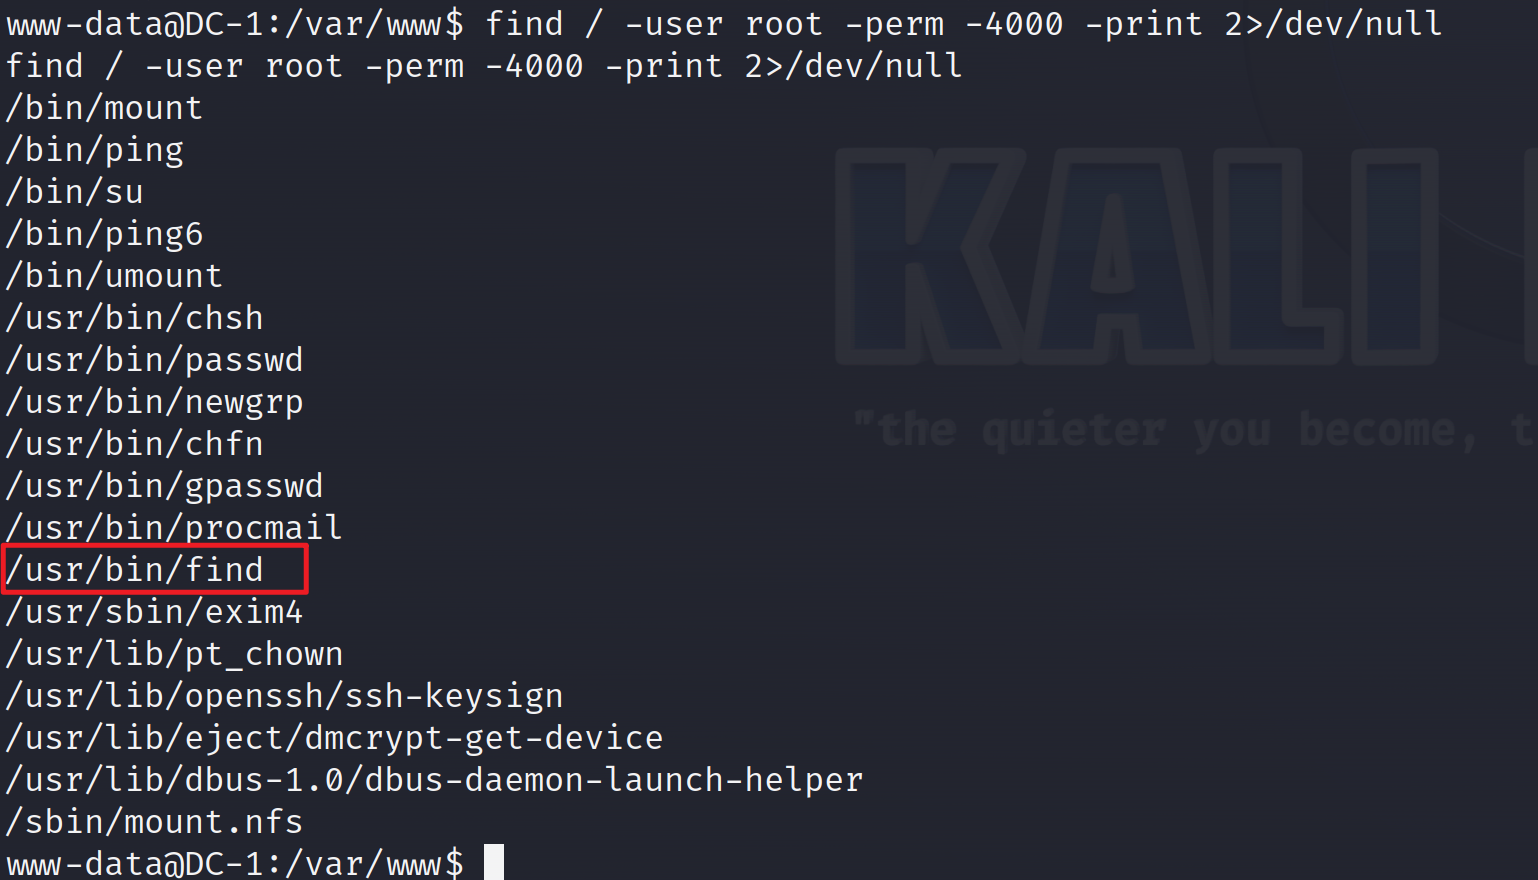 www-data@DC-1:/var/www$ find / -user root -perm -4000 -print 2>/dev/null
find / -user root -perm -4000 -print 2>/dev/null
/bin/mount
/bin/ping
/bin/su
/bin/ping6
/bin/umount
/usr/bin/chsh
/usr/bin/passwd
/usr/bin/newgrp
/usr/bin/chfn
/usr/bin/gpasswd
/usr/bin/procmail
/usr/bin/find
/usr/sbin/exim4
/usr/lib/pt_chown
/usr/lib/openssh/ssh-keysign
/usr/lib/eject/dmcrypt-get-device
/usr/lib/dbus-1.0/dbus-daemon-launch-helper
/sbin/mount.nfs
www-data@DC-1:/var/www$
KALI
"the quieter you become,